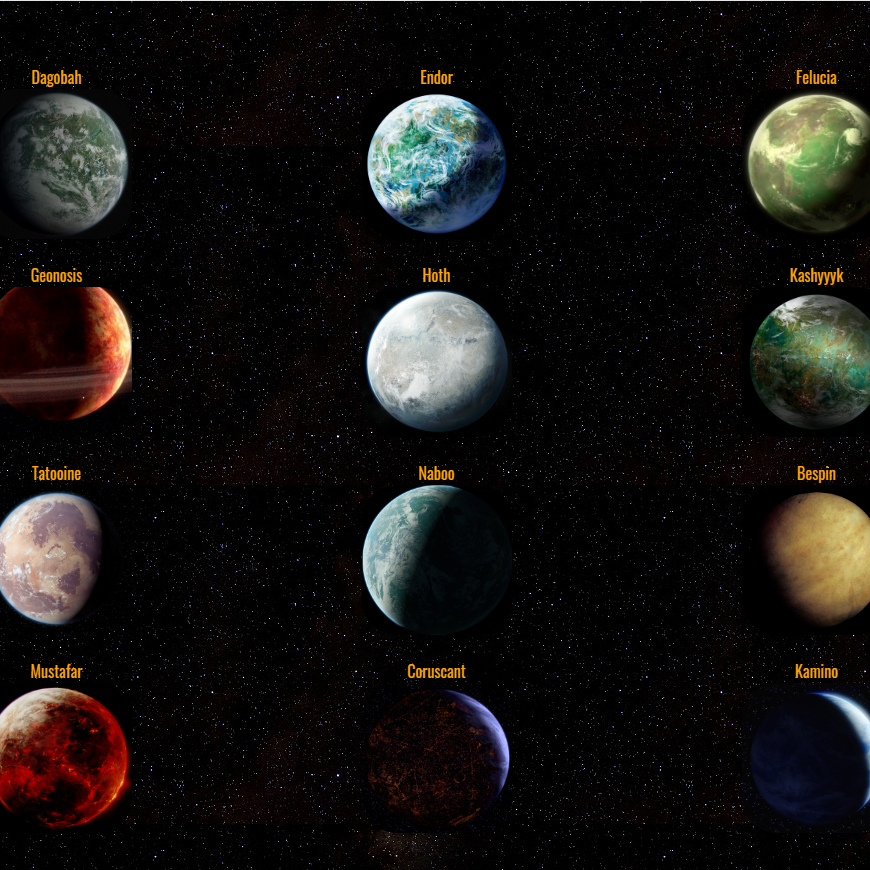 Dagobah
Endor
Felucia
Geonosis
Hoth
Kashyyyk
Tatooine
Naboo
Bespin
Mustafar
Coruscant
Kamino